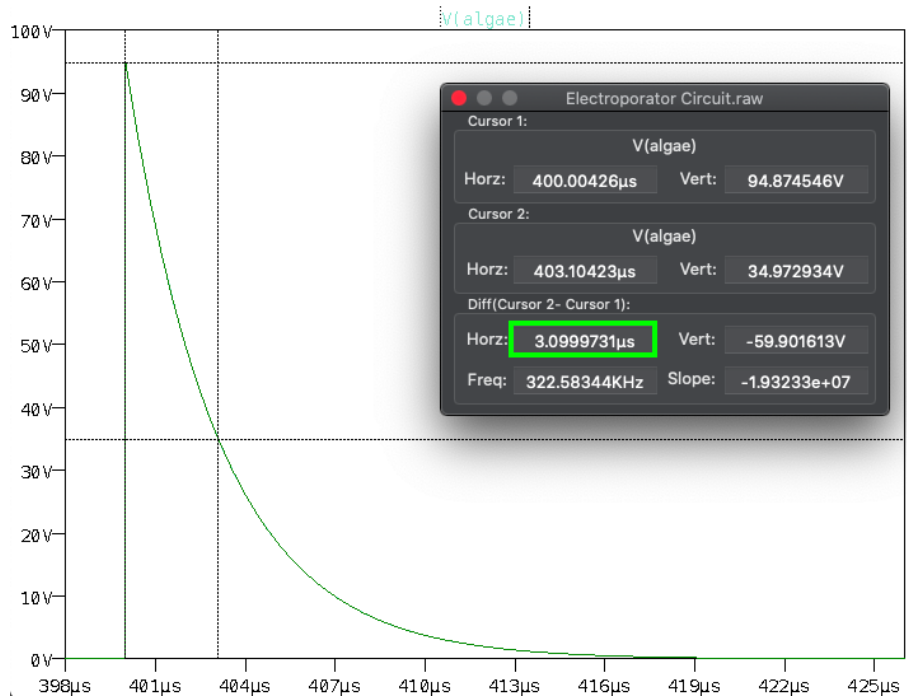 V(algae)
100V
90V
80V
70V
60V
50V
40V
30V
20V
10V
0V
398µs 401µs 404µs 407µs 410µs 413µs 416µs 419µs 422µs 425µs
Electroporator Circuit.raw
Cursor 1:
V(algae)
Horz: 400.00426µs Vert: 94.874546V
Cursor 2:
V(algae)
Horz: 403.10423µs Vert: 34.972934V
Diff(Cursor 2- Cursor 1):
Horz: 3.0999731µs Vert: -59.901613V
Freq: 322.58344KHz Slope: -1.93233e+07